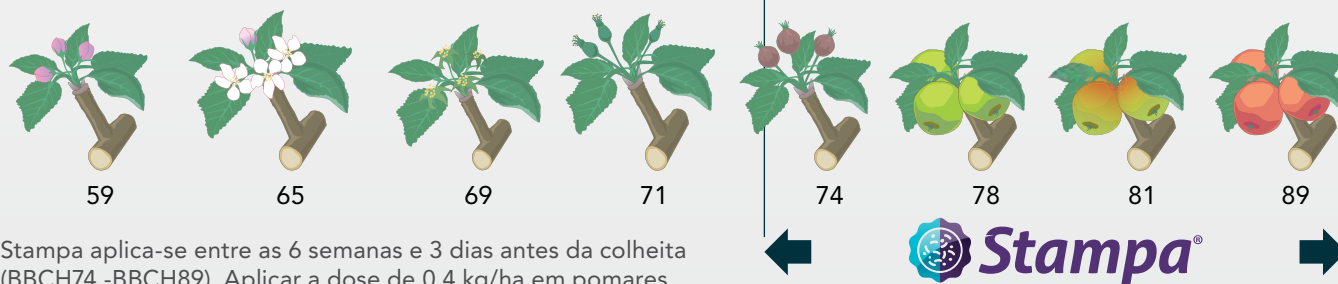 59 65 69 71 74 78 81 89
Stampa aplica-se entre as 6 semanas e 3 dias antes da colheita
(BBCH74 -BBCH89). Aplicar a dose de 0,4 kg/ha em pomares
Stampa®